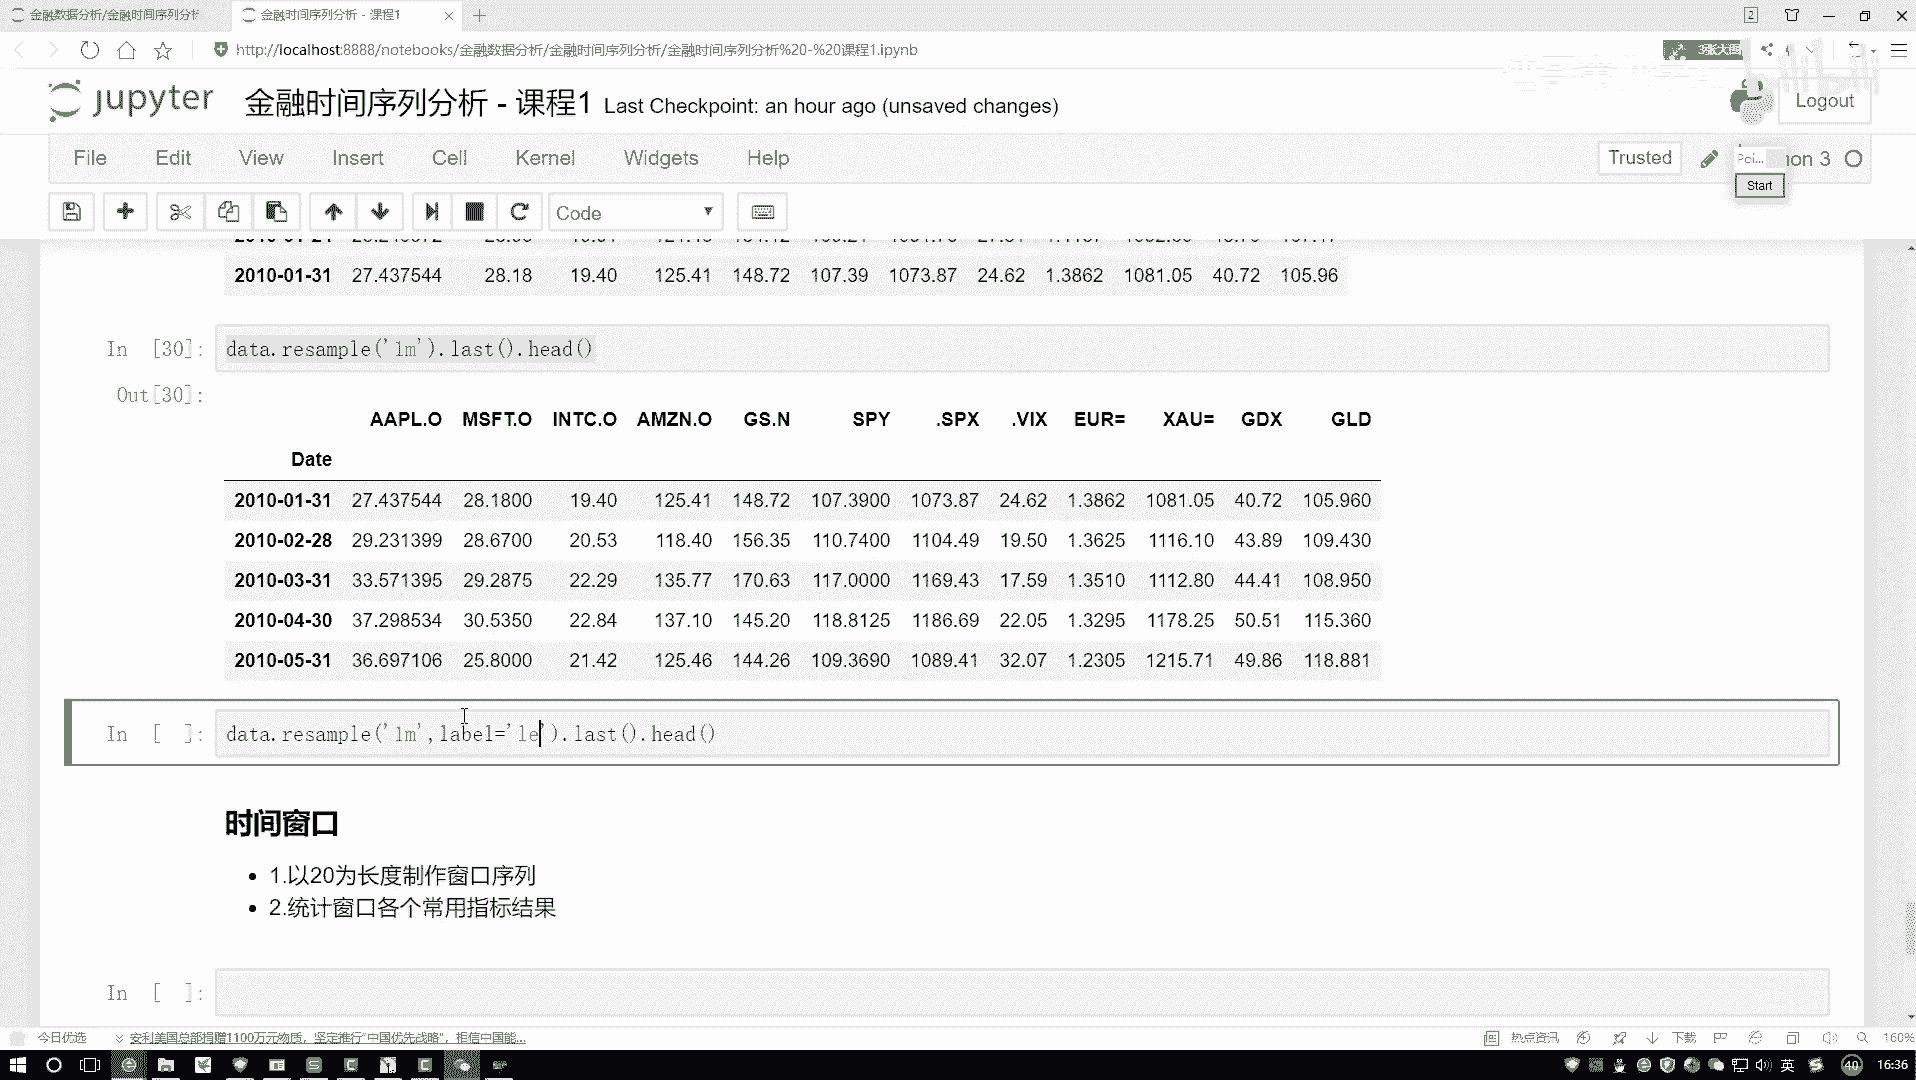 金融数据分析/金融时间序列分析
金融时间序列分析 - 课程1
2
http://localhost:8888/notebooks/金融数据分析/金融时间序列分析/金融时间序列分析%20-%20课程1.ipynb
3张大图
jupyter 金融时间序列分析 - 课程1 Last Checkpoint: an hour ago (unsaved changes)
Logout
File Edit View Insert Cell Kernel Widgets Help
Trusted
Poi...
hon 3
Start
Code
2010-01-31 27.437544 28.18 19.40 125.41 148.72 107.39 1073.87 24.62 1.3862 1081.05 40.72 105.96
In [30]: data.resample('1m').last().head()
Out[30]:
AAPL.O MSFT.O INTC.O AMZN.O GS.N SPY .SPX .VIX EUR= XAU= GDX GLD
Date
2010-01-31 27.437544 28.1800 19.40 125.41 148.72 107.3900 1073.87 24.62 1.3862 1081.05 40.72 105.960
2010-02-28 29.231399 28.6700 20.53 118.40 156.35 110.7400 1104.49 19.50 1.3625 1116.10 43.89 109.430
2010-03-31 33.571395 29.2875 22.29 135.77 170.63 117.0000 1169.43 17.59 1.3510 1112.80 44.41 108.950
2010-04-30 37.298534 30.5350 22.84 137.10 145.20 118.8125 1186.69 22.05 1.3295 1178.25 50.51 115.360
2010-05-31 36.697106 25.8000 21.42 125.46 144.26 109.3690 1089.41 32.07 1.2305 1215.71 49.86 118.881
In [ ]: data.resample('1m',label='le').last().head()
时间窗口
1.以20为长度制作窗口序列
2.统计窗口各个常用指标结果
In [ ]:
今日优选
安利美国总部捐赠1100万元物质，坚定推行“中国优先战略”，相信中国能...
热点资讯
下载
160%
英
40
16:36